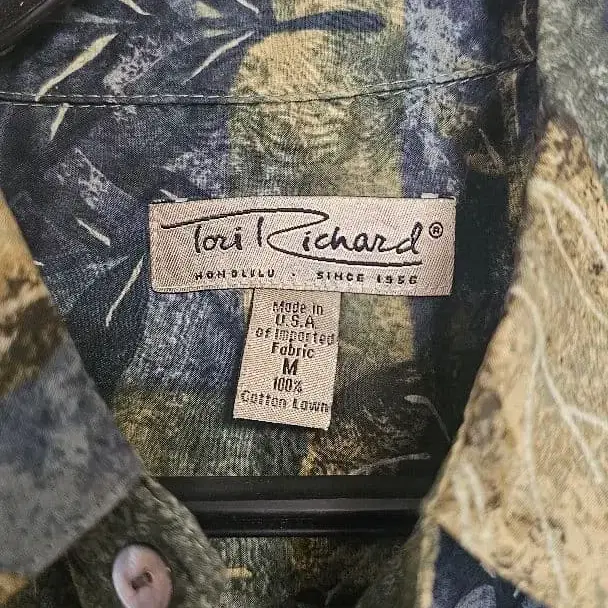 Tori Richard®
HONOLULU · SINCE 1956
Made in
U.S.A.
of Imported
Fabric
M
100%
Cotton Lawn